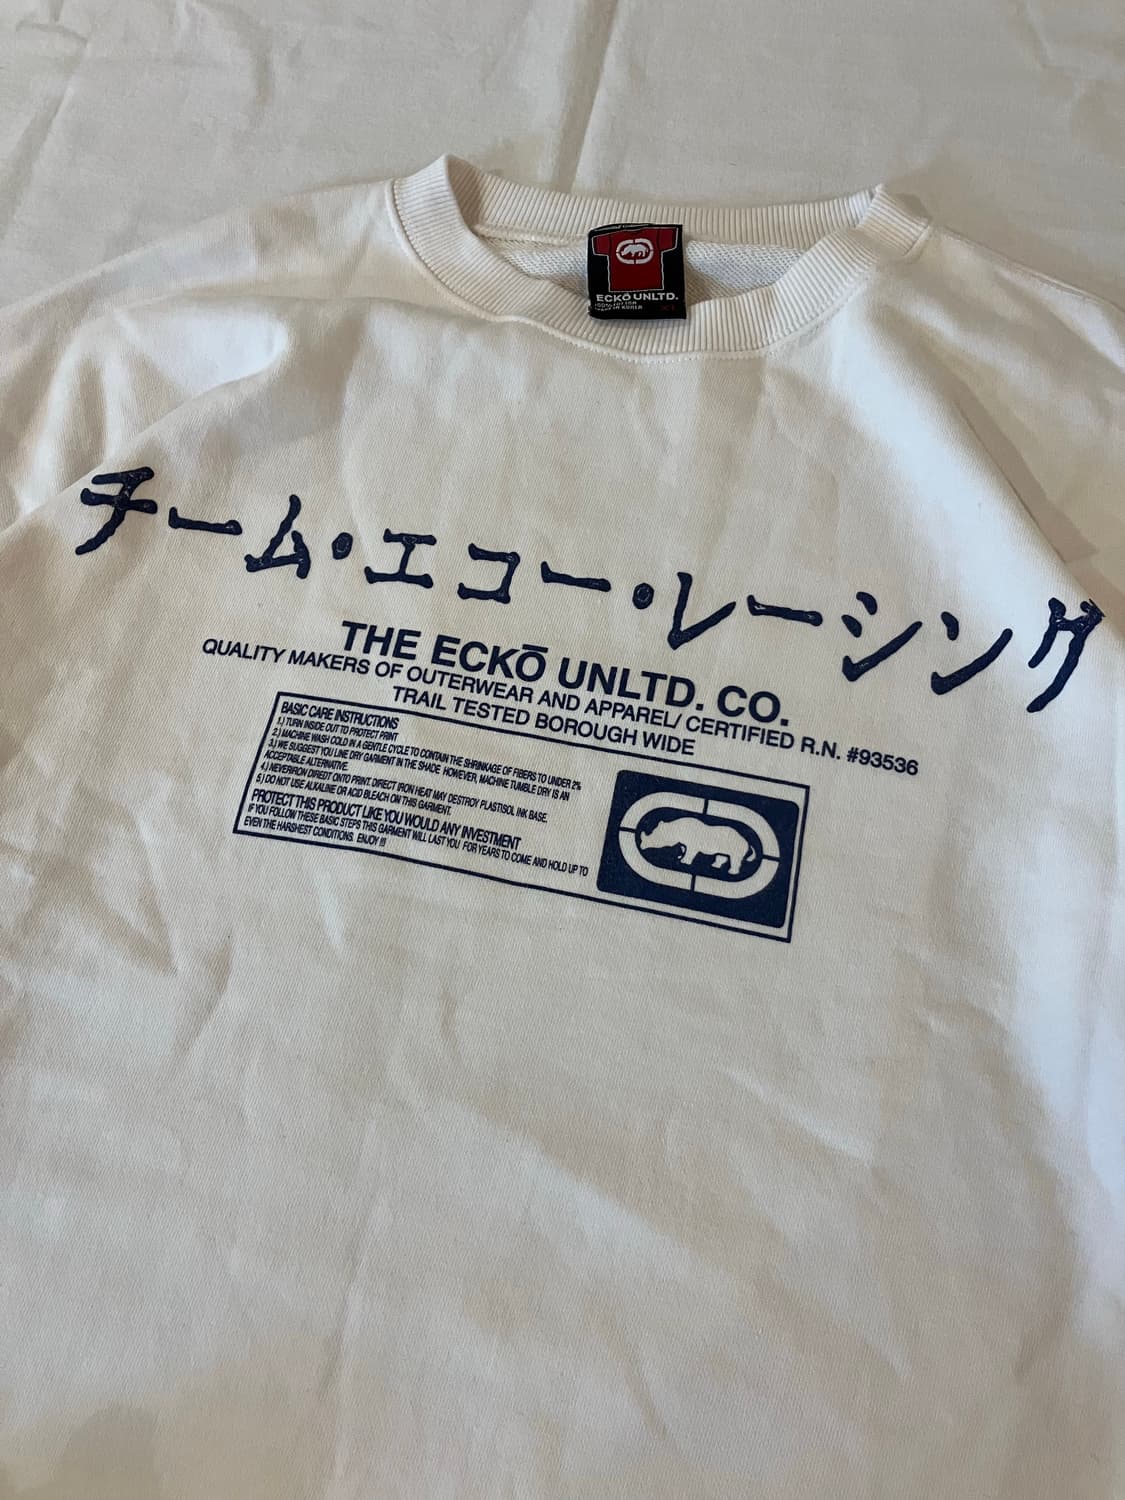 ECKŌ UNLTD.
チーム・エコー・レーシング
THE ECKŌ UNLTD. CO.
QUALITY MAKERS OF OUTERWEAR AND APPAREL/ CERTIFIED R.N. #93536
TRAIL TESTED BOROUGH WIDE
BASIC CARE INSTRUCTIONS
1.) TURN INSIDE OUT TO PROTECT PRINT
2.) MACHINE WASH COLD IN A GENTLE CYCLE TO CONTAIN THE SHRINKAGE OF FIBERS TO UNDER 2%
3.) WE SUGGEST YOU LINE DRY GARMENT IN THE SHADE. HOWEVER, MACHINE TUMBLE DRY IS AN
ACCEPTABLE ALTERNATIVE.
4.) NEVERIRON DIREDT ONTO PRINT. DIRECT IRON HEAT MAY DESTROY PLASTISOL INK BASE.
5.) DO NOT USE ALKALINE OR ACID BLEACH ON THIS GARMENT.
PROTECT THIS PRODUCT LIKE YOU WOULD ANY INVESTMENT
IF YOU FOLLOW THESE BASIC STEPS THIS GARMENT WILL LAST YOU FOR YEARS TO COME AND HOLD UP TO
EVEN THE HARSHEST CONDITIONS. ENJOY !!!